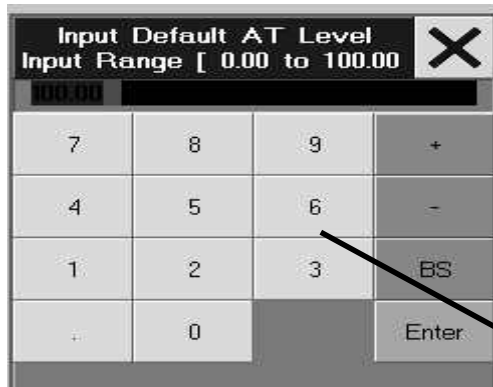 Input Default AT Level
Input Range [ 0.00 to 100.00
100.00
7 8 9 +
4 5 6 -
1 2 3 BS
. 0 Enter